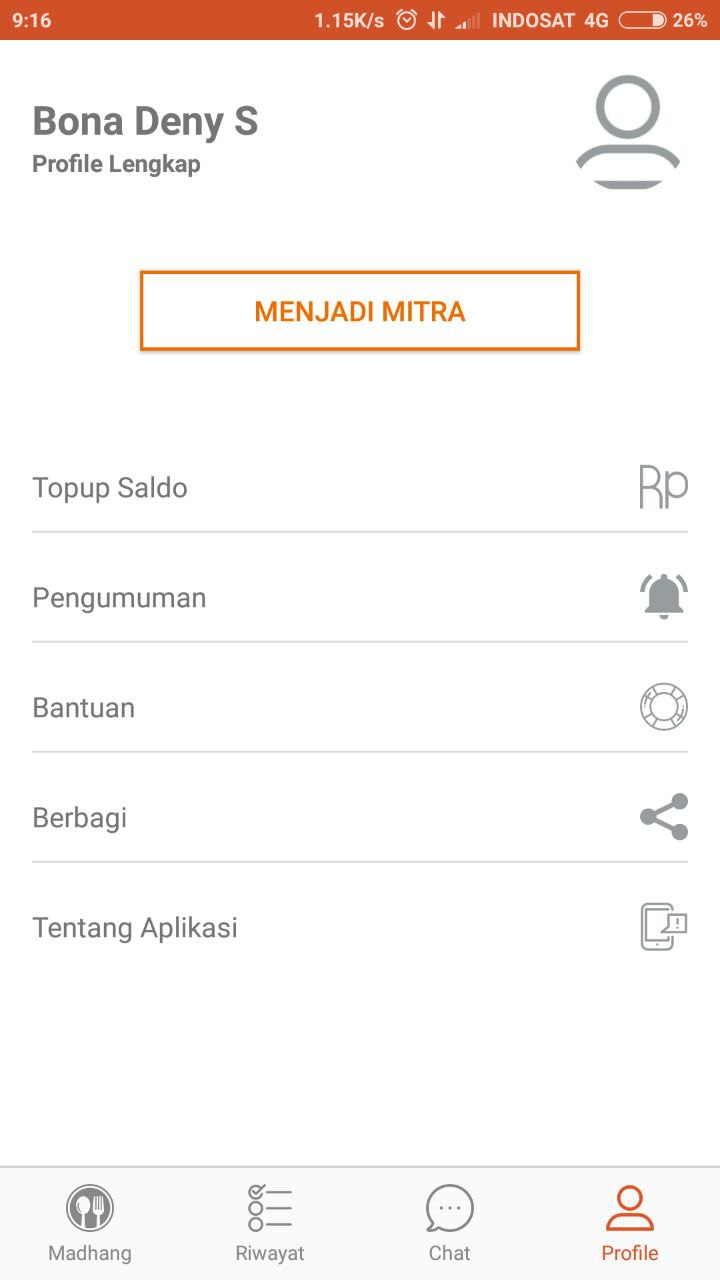 9:16 1.15K/s INDOSAT 4G 26%
Bona Deny S
Profile Lengkap
MENJADI MITRA
Topup Saldo Rp
Pengumuman
Bantuan
Berbagi
Tentang Aplikasi
Madhang Riwayat Chat Profile